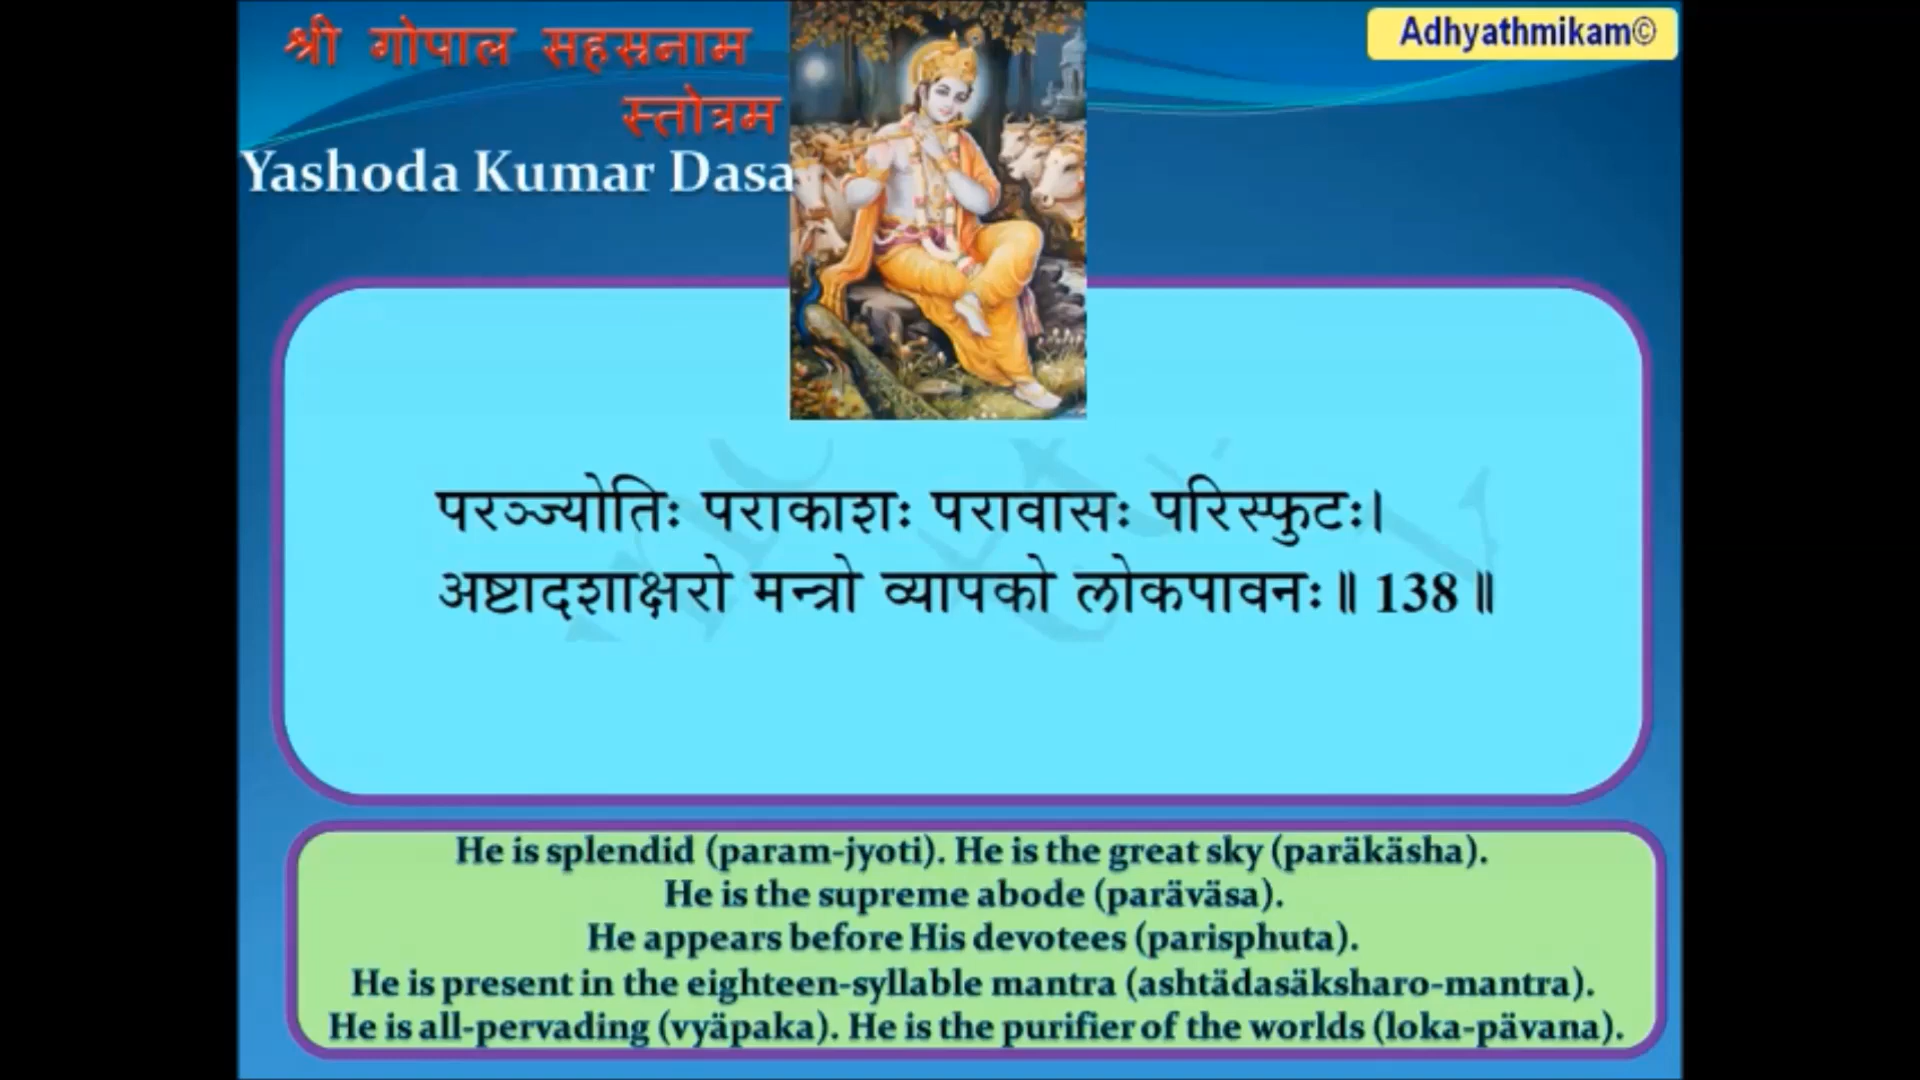 श्री गोपाल सहस्रनाम
स्तोत्रम
Yashoda Kumar Dasa
Adhyathmikam©
परञ्ज्योतिः पराकाशः परावासः परिस्फुटः।
अष्टादशाक्षरो मन्त्रो व्यापको लोकपावनः॥ 138॥
He is splendid (param-jyoti). He is the great sky (paräkäsha).
He is the supreme abode (paräväsa).
He appears before His devotees (parisphuta).
He is present in the eighteen-syllable mantra (ashtädasäksharo-mantra).
He is all-pervading (vyäpaka). He is the purifier of the worlds (loka-pävana).